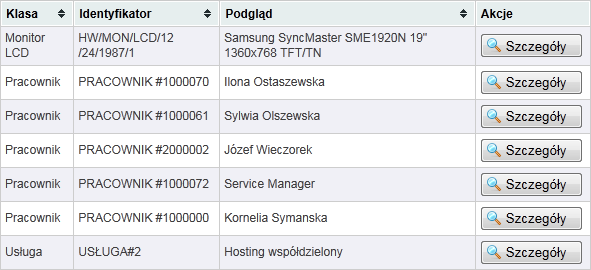 Klasa Identyfikator Podgląd Akcje
Monitor LCD HW/MON/LCD/12 /24/1987/1 Samsung SyncMaster SME1920N 19" 1360x768 TFT/TN Szczegóły
Pracownik PRACOWNIK #1000070 Ilona Ostaszewska Szczegóły
Pracownik PRACOWNIK #1000061 Sylwia Olszewska Szczegóły
Pracownik PRACOWNIK #2000002 Józef Wieczorek Szczegóły
Pracownik PRACOWNIK #1000072 Service Manager Szczegóły
Pracownik PRACOWNIK #1000000 Kornelia Symanska Szczegóły
Usługa USŁUGA#2 Hosting współdzielony Szczegóły